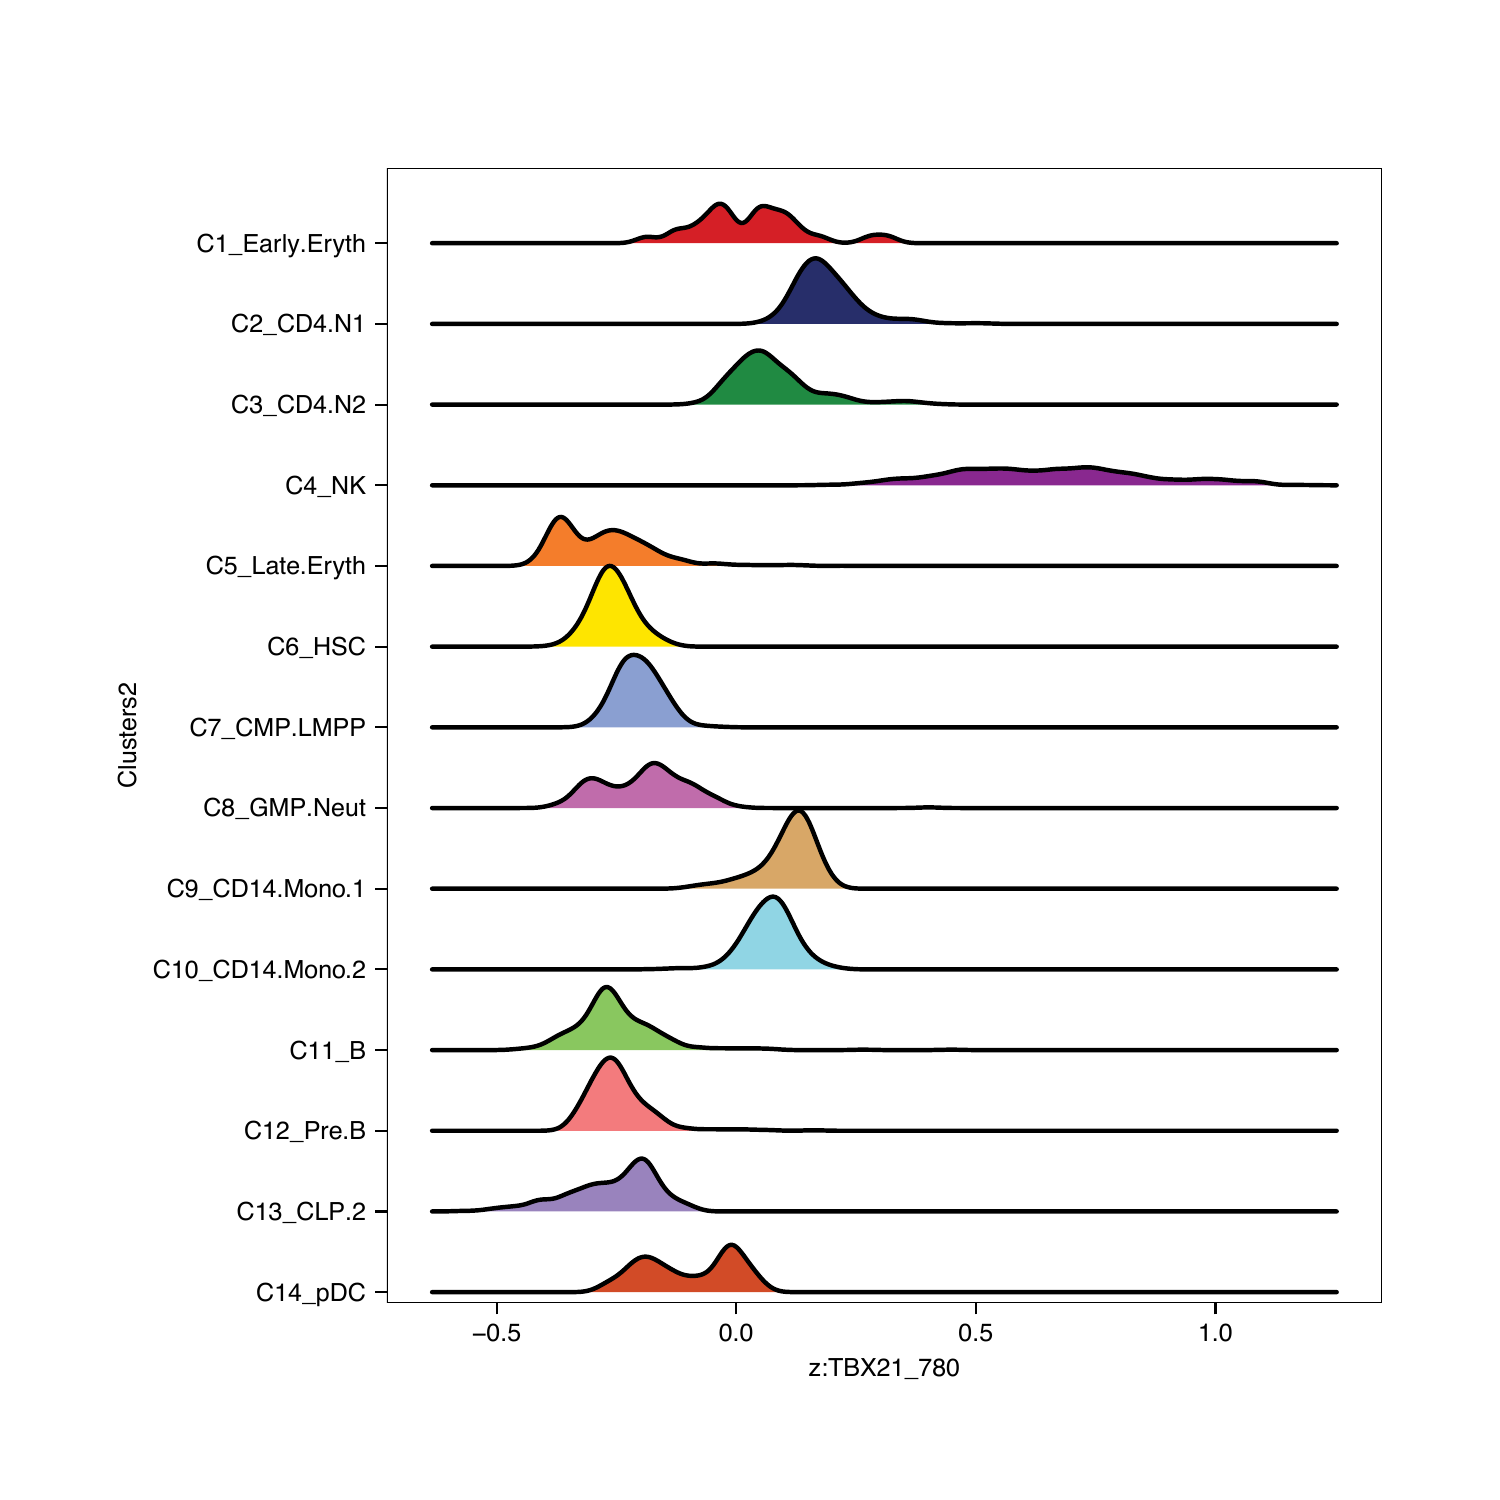 C1_Early.Eryth
C2_CD4.N1
C3_CD4.N2
C4_NK
C5_Late.Eryth
C6_HSC
C7_CMP.LMPP
C8_GMP.Neut
C9_CD14.Mono.1
C10_CD14.Mono.2
C11_B
C12_Pre.B
C13_CLP.2
C14_pDC
Clusters2
−0.5 0.0 0.5 1.0
z:TBX21_780